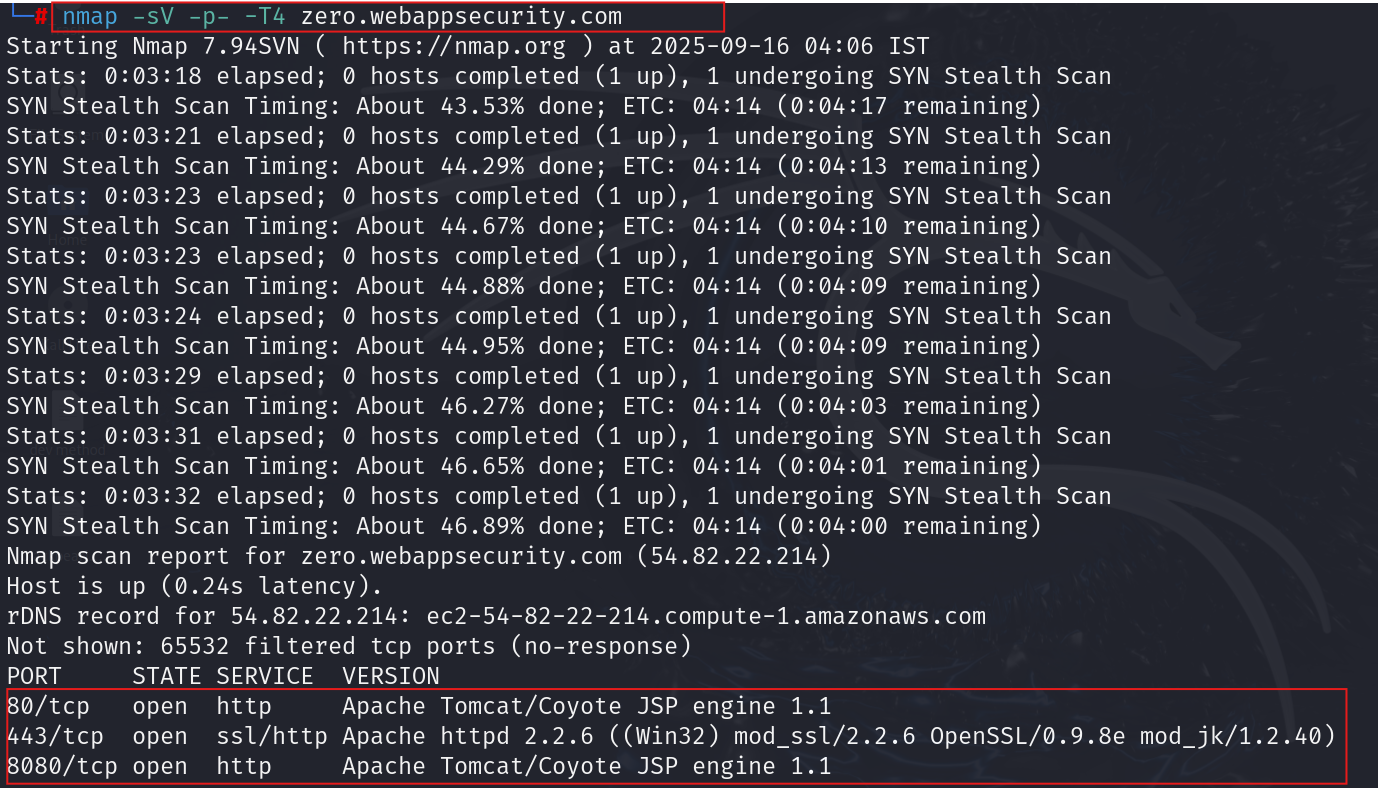 └─# nmap -sV -p- -T4 zero.webappsecurity.com
Starting Nmap 7.94SVN ( https://nmap.org ) at 2025-09-16 04:06 IST
Stats: 0:03:18 elapsed; 0 hosts completed (1 up), 1 undergoing SYN Stealth Scan
SYN Stealth Scan Timing: About 43.53% done; ETC: 04:14 (0:04:17 remaining)
Stats: 0:03:21 elapsed; 0 hosts completed (1 up), 1 undergoing SYN Stealth Scan
SYN Stealth Scan Timing: About 44.29% done; ETC: 04:14 (0:04:13 remaining)
Stats: 0:03:23 elapsed; 0 hosts completed (1 up), 1 undergoing SYN Stealth Scan
SYN Stealth Scan Timing: About 44.67% done; ETC: 04:14 (0:04:10 remaining)
Stats: 0:03:23 elapsed; 0 hosts completed (1 up), 1 undergoing SYN Stealth Scan
SYN Stealth Scan Timing: About 44.88% done; ETC: 04:14 (0:04:09 remaining)
Stats: 0:03:24 elapsed; 0 hosts completed (1 up), 1 undergoing SYN Stealth Scan
SYN Stealth Scan Timing: About 44.95% done; ETC: 04:14 (0:04:09 remaining)
Stats: 0:03:29 elapsed; 0 hosts completed (1 up), 1 undergoing SYN Stealth Scan
SYN Stealth Scan Timing: About 46.27% done; ETC: 04:14 (0:04:03 remaining)
Stats: 0:03:31 elapsed; 0 hosts completed (1 up), 1 undergoing SYN Stealth Scan
SYN Stealth Scan Timing: About 46.65% done; ETC: 04:14 (0:04:01 remaining)
Stats: 0:03:32 elapsed; 0 hosts completed (1 up), 1 undergoing SYN Stealth Scan
SYN Stealth Scan Timing: About 46.89% done; ETC: 04:14 (0:04:00 remaining)
Nmap scan report for zero.webappsecurity.com (54.82.22.214)
Host is up (0.24s latency).
rDNS record for 54.82.22.214: ec2-54-82-22-214.compute-1.amazonaws.com
Not shown: 65532 filtered tcp ports (no-response)
PORT     STATE SERVICE  VERSION
80/tcp   open  http     Apache Tomcat/Coyote JSP engine 1.1
443/tcp  open  ssl/http Apache httpd 2.2.6 ((Win32) mod_ssl/2.2.6 OpenSSL/0.9.8e mod_jk/1.2.40)
8080/tcp open  http     Apache Tomcat/Coyote JSP engine 1.1